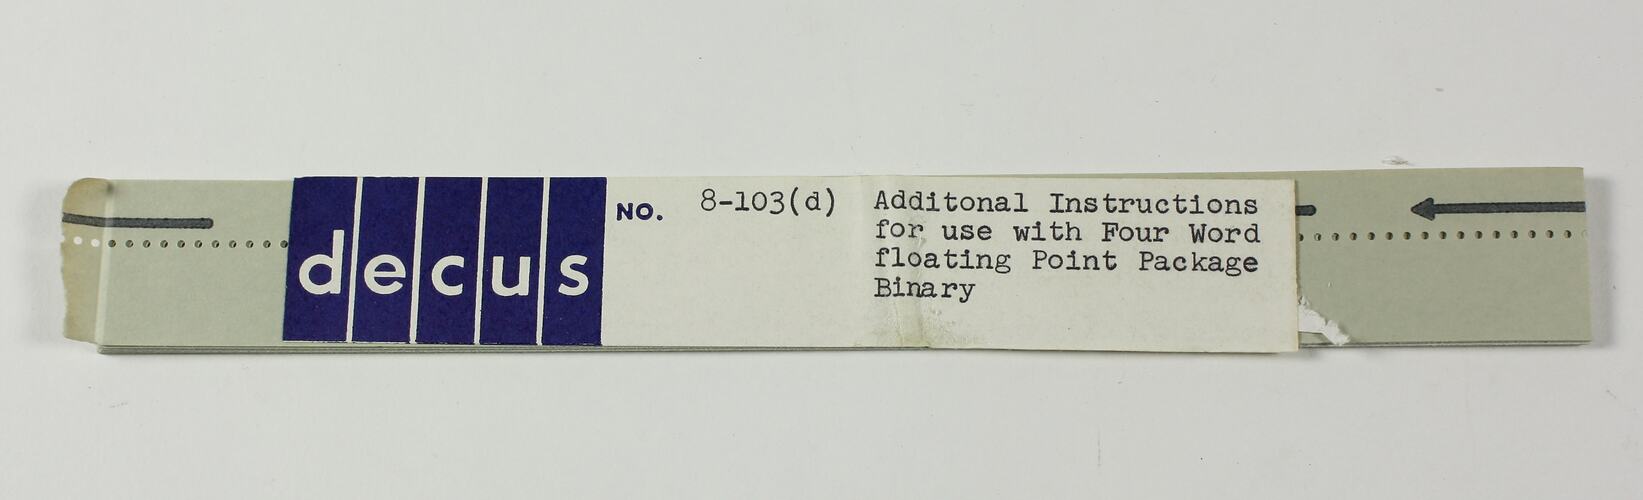 decus
NO. 8-103(d)
Additonal Instructions
for use with Four Word
floating Point Package
Binary